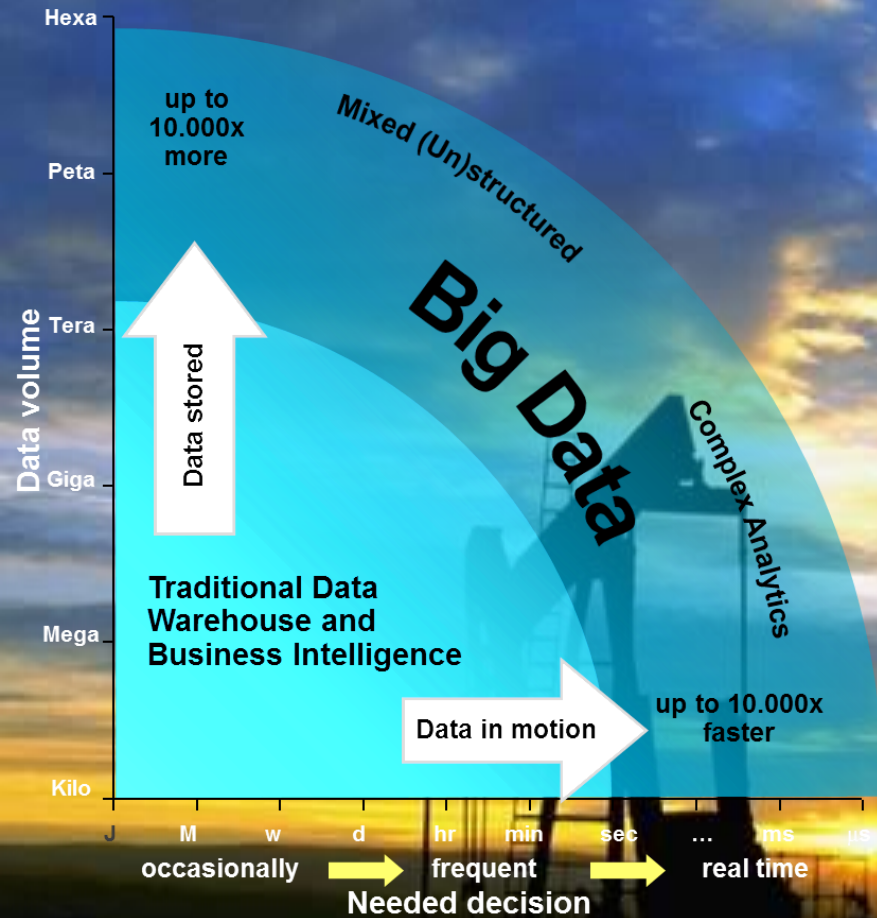 Hexa
up to
10.000x
more
Mixed (Un)structured
Peta
Big Data
Tera
Data volume
Data stored
Complex Analytics
Giga
Traditional Data
Warehouse and
Business Intelligence
Mega
up to 10.000x
faster
Data in motion
Kilo
J M w d hr min sec ... ms µs
occasionally frequent real time
Needed decision